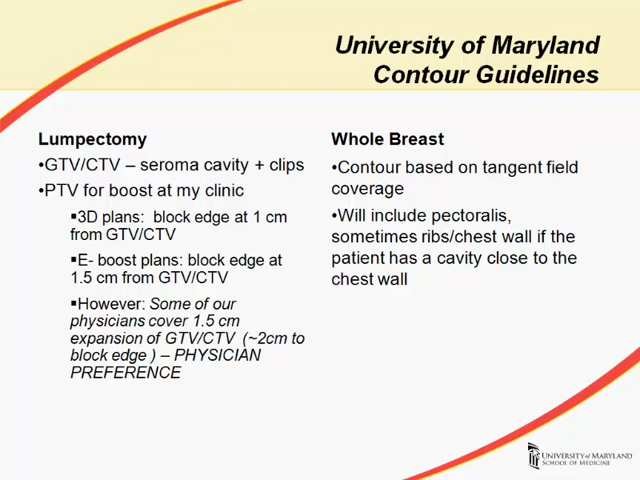 University of Maryland
Contour Guidelines
Lumpectomy
•GTV/CTV – seroma cavity + clips
•PTV for boost at my clinic
▪3D plans: block edge at 1 cm
from GTV/CTV
▪E- boost plans: block edge at
1.5 cm from GTV/CTV
▪However: Some of our
physicians cover 1.5 cm
expansion of GTV/CTV (~2cm to
block edge ) – PHYSICIAN
PREFERENCE
Whole Breast
•Contour based on tangent field
coverage
•Will include pectoralis,
sometimes ribs/chest wall if the
patient has a cavity close to the
chest wall
UNIVERSITY of MARYLAND
SCHOOL OF MEDICINE